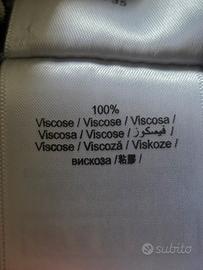 100%
Viscose / Viscose / Viscosa /
Viscosa / Viscose / فيسكوز /
Viscose / Viscoză / Viskoze /
вискоза /粘膠/
subito